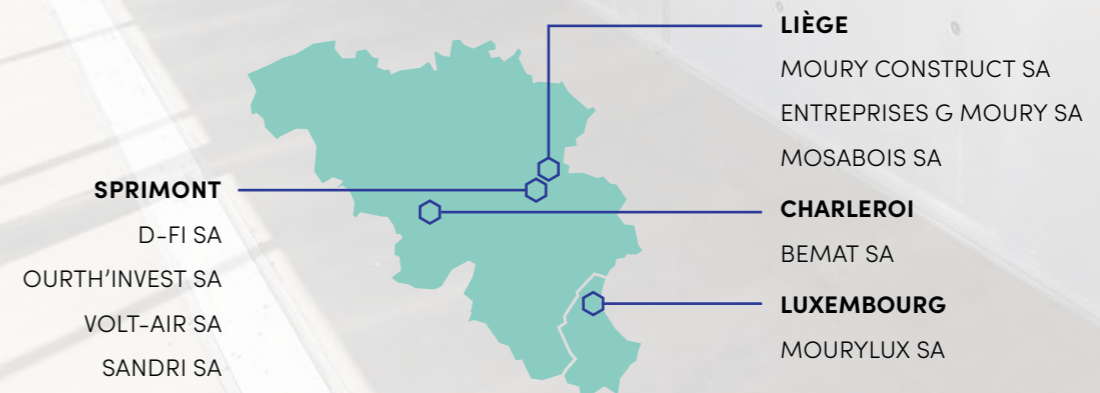 LIÈGE
MOURY CONSTRUCT SA
ENTREPRISES G MOURY SA
MOSABOIS SA
SPRIMONT
D-FI SA
OURTH'INVEST SA
VOLT-AIR SA
SANDRI SA
CHARLEROI
BEMAT SA
LUXEMBOURG
MOURYLUX SA